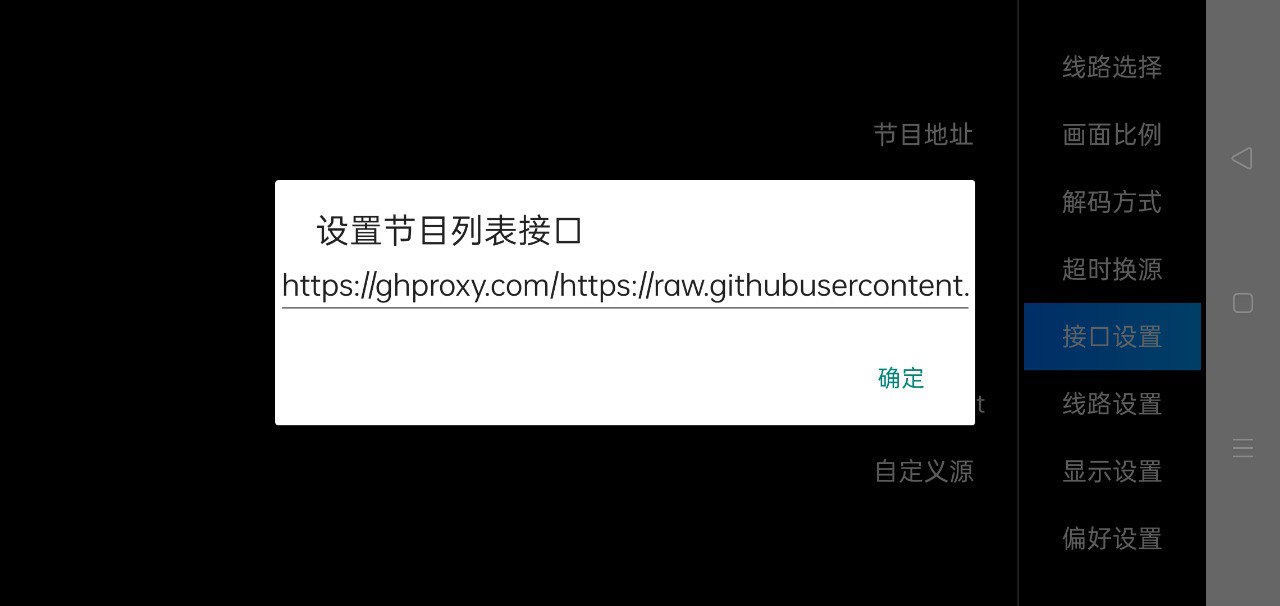 线路选择
节目地址
画面比例
解码方式
设置节目列表接口
超时换源
https://ghproxy.com/https://raw.githubusercontent.
接口设置
确定
t
线路设置
自定义源
显示设置
偏好设置